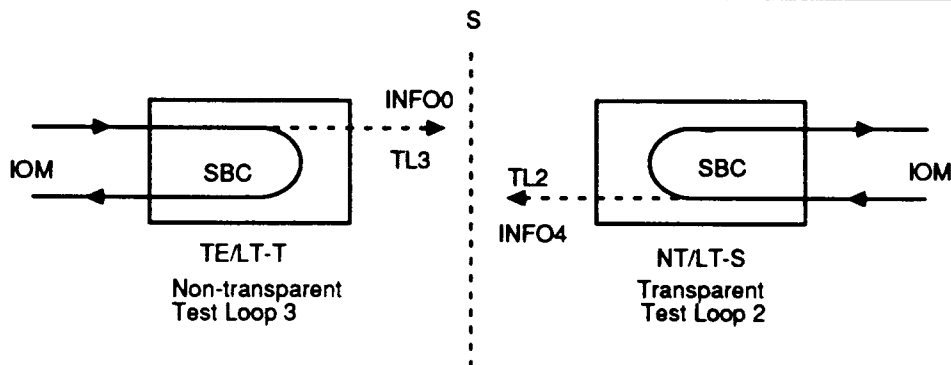 S
INFO0
IOM
SBC
TL3
TE/LT-T
Non-transparent
Test Loop 3
TL2
INFO4
SBC
IOM
NT/LT-S
Transparent
Test Loop 2